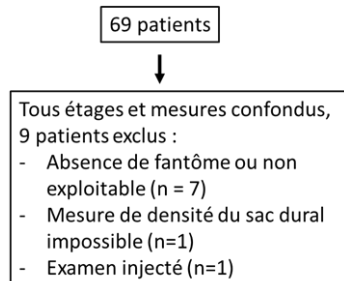 69 patients
Tous étages et mesures confondus,
9 patients exclus :
- Absence de fantôme ou non
exploitable (n = 7)
- Mesure de densité du sac dural
impossible (n=1)
- Examen injecté (n=1)